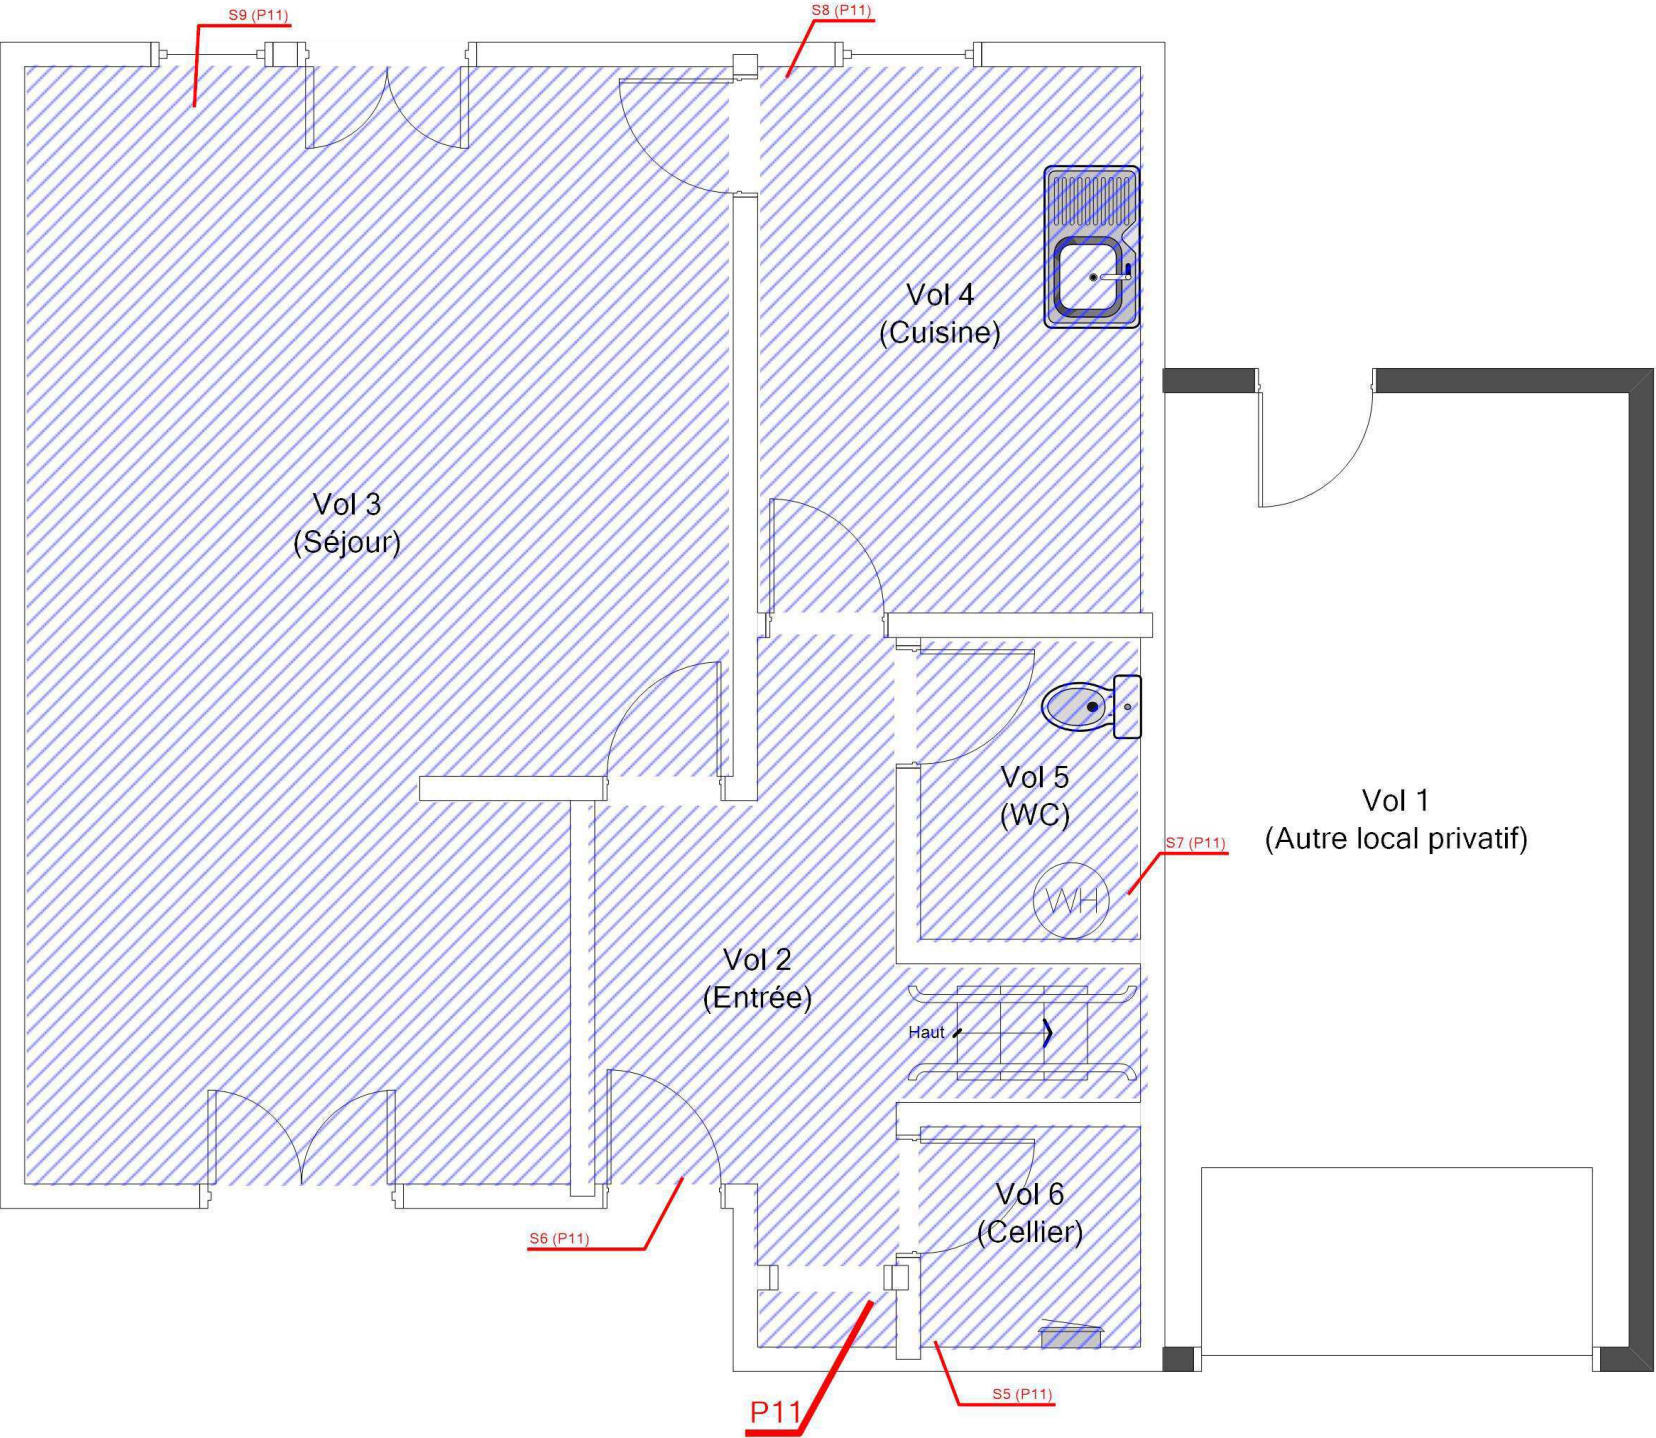 S9 (P11)
S8 (P11)
Vol 4
(Cuisine)
Vol 3
(Séjour)
Vol 5
(WC)
Vol 1
(Autre local privatif)
S7 (P11)
WH
Vol 2
(Entrée)
Haut
Vol 6
(Cellier)
S6 (P11)
S5 (P11)
P11